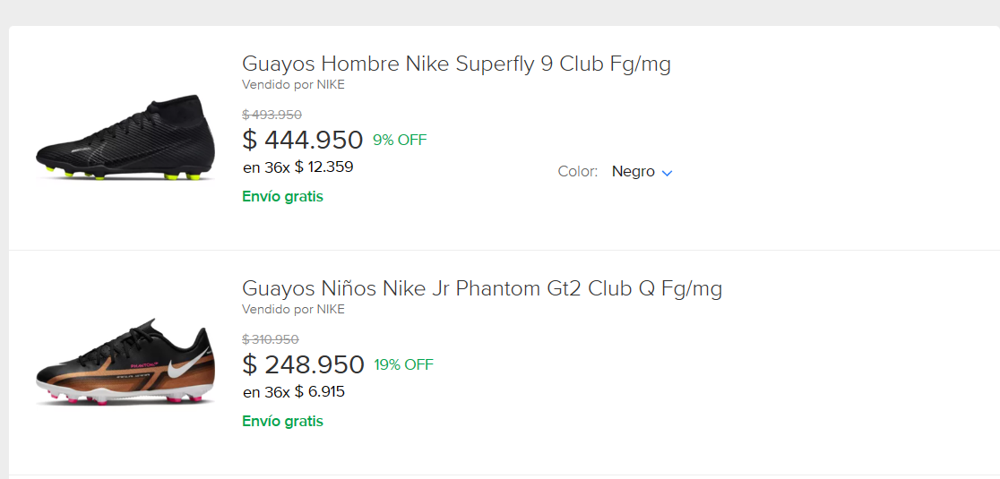 Guayos Hombre Nike Superfly 9 Club Fg/mg
Vendido por NIKE
$ 493.950
$ 444.950 9% OFF
en 36x $ 12.359
Color: Negro
Envío gratis
Guayos Niños Nike Jr Phantom Gt2 Club Q Fg/mg
Vendido por NIKE
$ 310.950
$ 248.950 19% OFF
en 36x $ 6.915
Envío gratis
PHANTOM